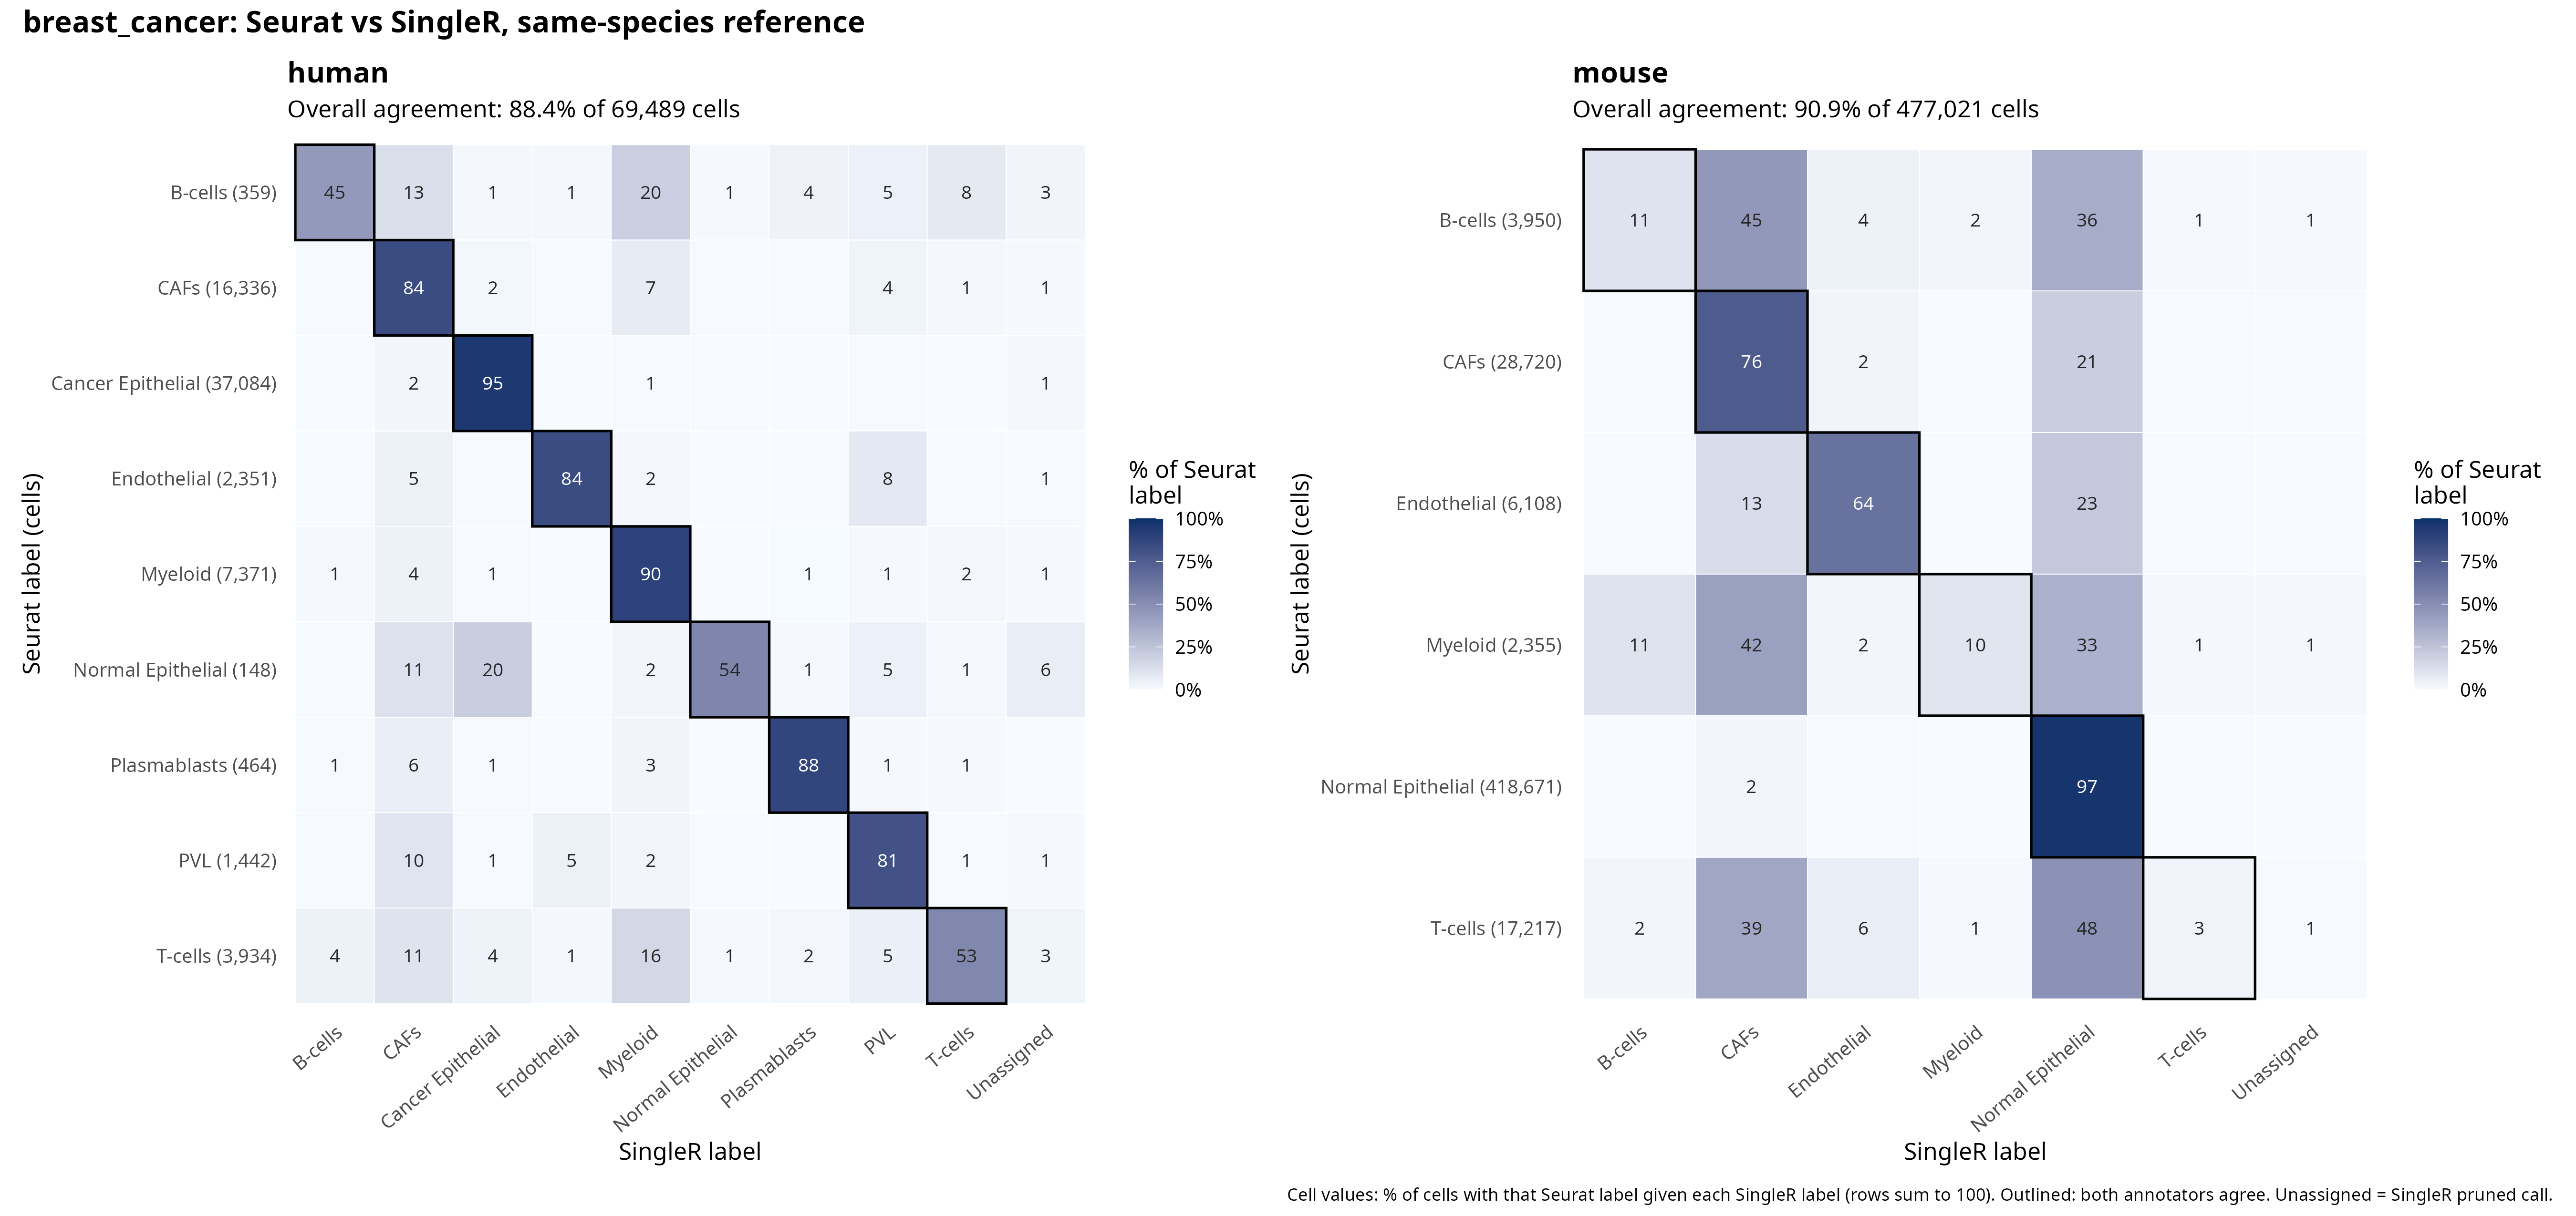 breast_cancer: Seurat vs SingleR, same-species reference
human
Overall agreement: 88.4% of 69,489 cells
Seurat label (cells)
B-cells (359) 45 13 1 1 20 1 4 5 8 3
CAFs (16,336) 84 2 7 4 1 1
Cancer Epithelial (37,084) 2 95 1 1
Endothelial (2,351) 5 84 2 8 1
Myeloid (7,371) 1 4 1 90 1 1 2 1
Normal Epithelial (148) 11 20 2 54 1 5 1 6
Plasmablasts (464) 1 6 1 3 88 1 1
PVL (1,442) 10 1 5 2 81 1 1
T-cells (3,934) 4 11 4 1 16 1 2 5 53 3
B-cells
CAFs
Cancer Epithelial
Endothelial
Myeloid
Normal Epithelial
Plasmablasts
PVL
T-cells
Unassigned
SingleR label
% of Seurat
label
100%
75%
50%
25%
0%
mouse
Overall agreement: 90.9% of 477,021 cells
Seurat label (cells)
B-cells (3,950) 11 45 4 2 36 1 1
CAFs (28,720) 76 2 21
Endothelial (6,108) 13 64 23
Myeloid (2,355) 11 42 2 10 33 1 1
Normal Epithelial (418,671) 2 97
T-cells (17,217) 2 39 6 1 48 3 1
B-cells
CAFs
Endothelial
Myeloid
Normal Epithelial
T-cells
Unassigned
SingleR label
% of Seurat
label
100%
75%
50%
25%
0%
Cell values: % of cells with that Seurat label given each SingleR label (rows sum to 100). Outlined: both annotators agree. Unassigned = SingleR pruned call.